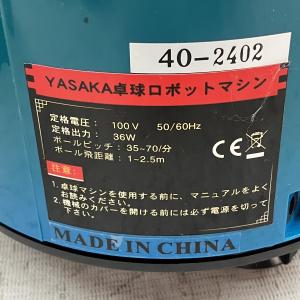 40-2402
YASAKA卓球ロボットマシン
定格電圧： 100V 50/60Hz
定格出力： 36W
ボールピッチ：35~70/分
ボール飛距離：1~2.5m
CE
注意：
1.卓球マシンを使用する前に、マニュアルをよく
お読みください。
2.機械のカバーを開ける前には必ず電源を切って
下さい。
MADE IN CHINA